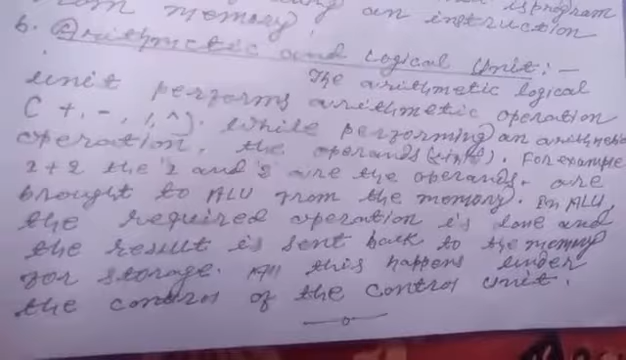 is program
from memory. an instruction
b. Arithmetic and Logical Unit:-
The arithmetic logical
unit performs arithmetic operation
(+, -, /, ^). While performing an arithmetic
operation, the operands For example
2+2 the '2 and '2 are the operands. are
brought to ALU from the memory. In ALU,
the required operation is done and
the result is sent back to the memory
for storage. All this happens under
the control of the control unit.